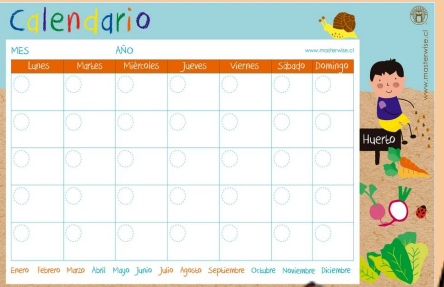 Calendario
MES AÑO www.masterwise.cl
Lunes Martes Miércoles Jueves Viernes Sábado Domingo
www.masterwise.cl
Huerto
Enero Febrero Marzo Abril Mayo Junio Julio Agosto Septiembre Octubre Noviembre Diciembre